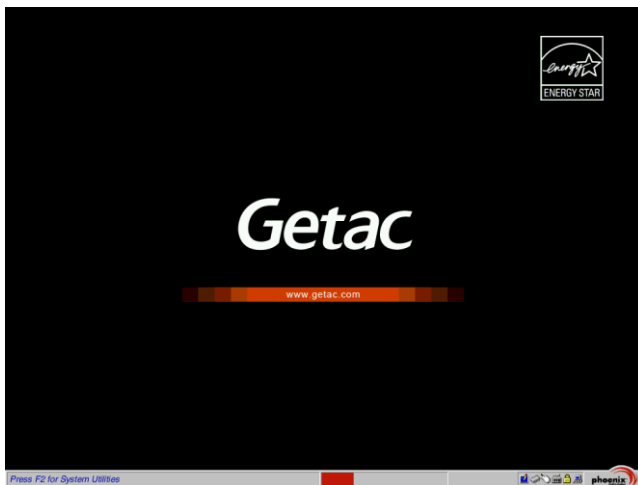 energy
ENERGY STAR
Getac
www.getac.com
Press F2 for System Utilities
phoenix